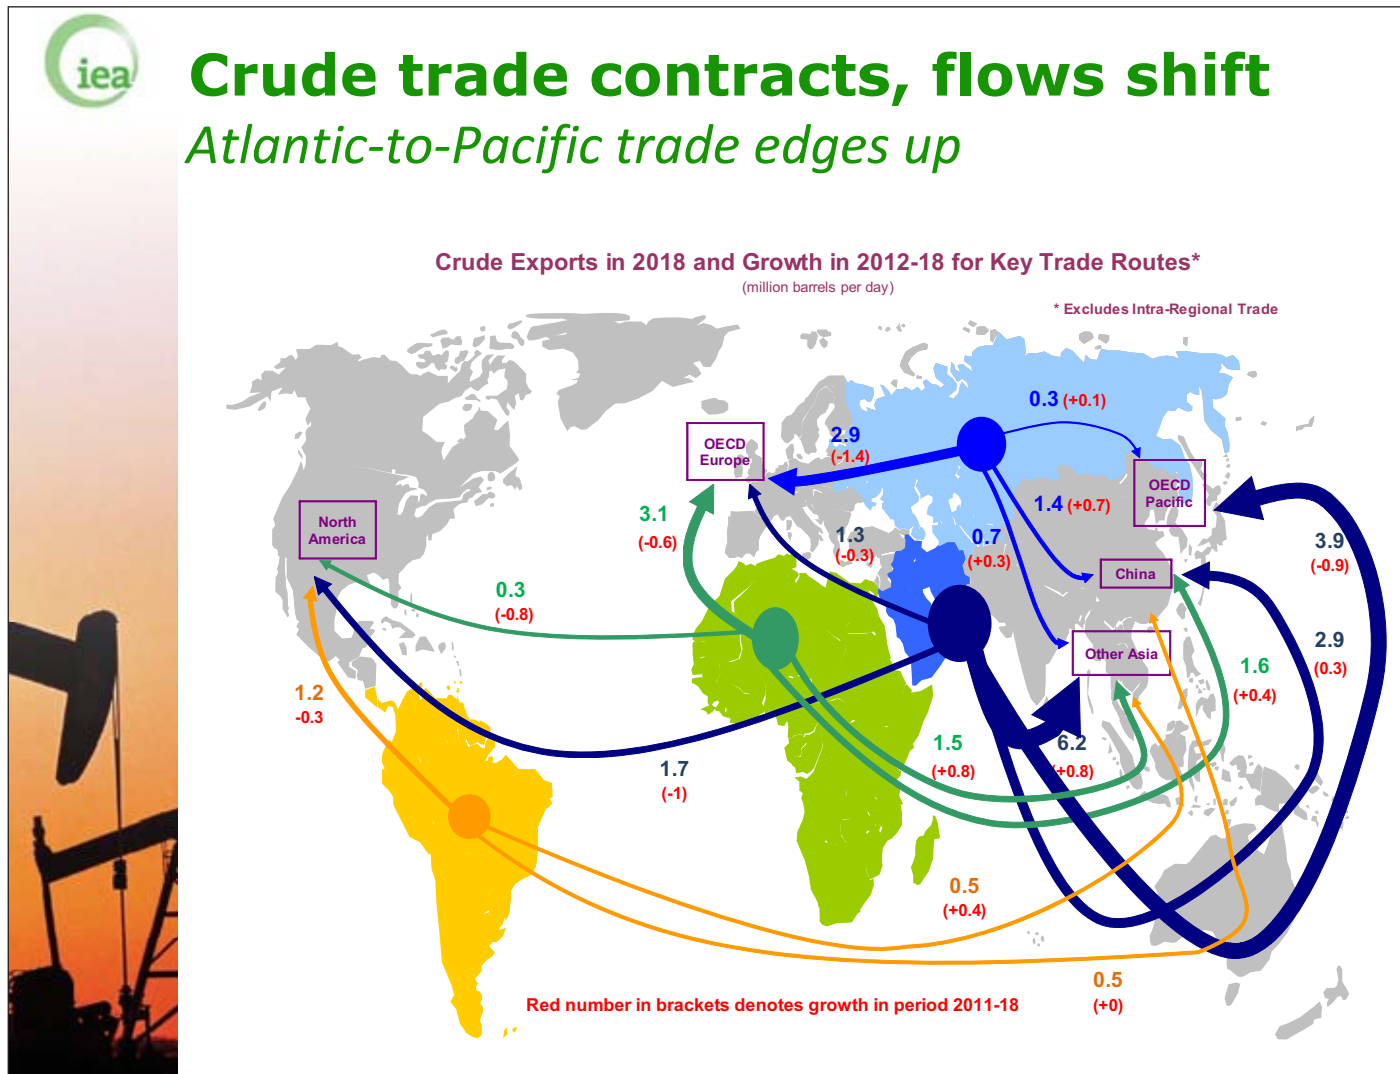 iea
Crude trade contracts, flows shift
Atlantic-to-Pacific trade edges up
Crude Exports in 2018 and Growth in 2012-18 for Key Trade Routes*
(million barrels per day)
* Excludes Intra-Regional Trade
0.3 (+0.1)
OECD
Europe
2.9
(-1.4)
OECD
Pacific
North
America
3.1
(-0.6)
1.3
(-0.3)
0.7
(+0.3)
1.4 (+0.7)
3.9
(-0.9)
China
0.3
(-0.8)
Other Asia
2.9
(0.3)
1.6
(+0.4)
1.2
-0.3
1.7
(-1)
1.5
(+0.8)
6.2
(+0.8)
0.5
(+0.4)
0.5
(+0)
Red number in brackets denotes growth in period 2011-18